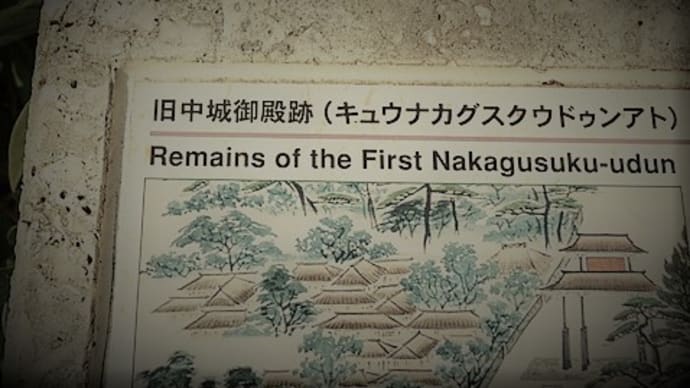 旧中城御殿跡（キュウナカグスクウドゥンアト）
Remains of the First Nakagusuku-udun